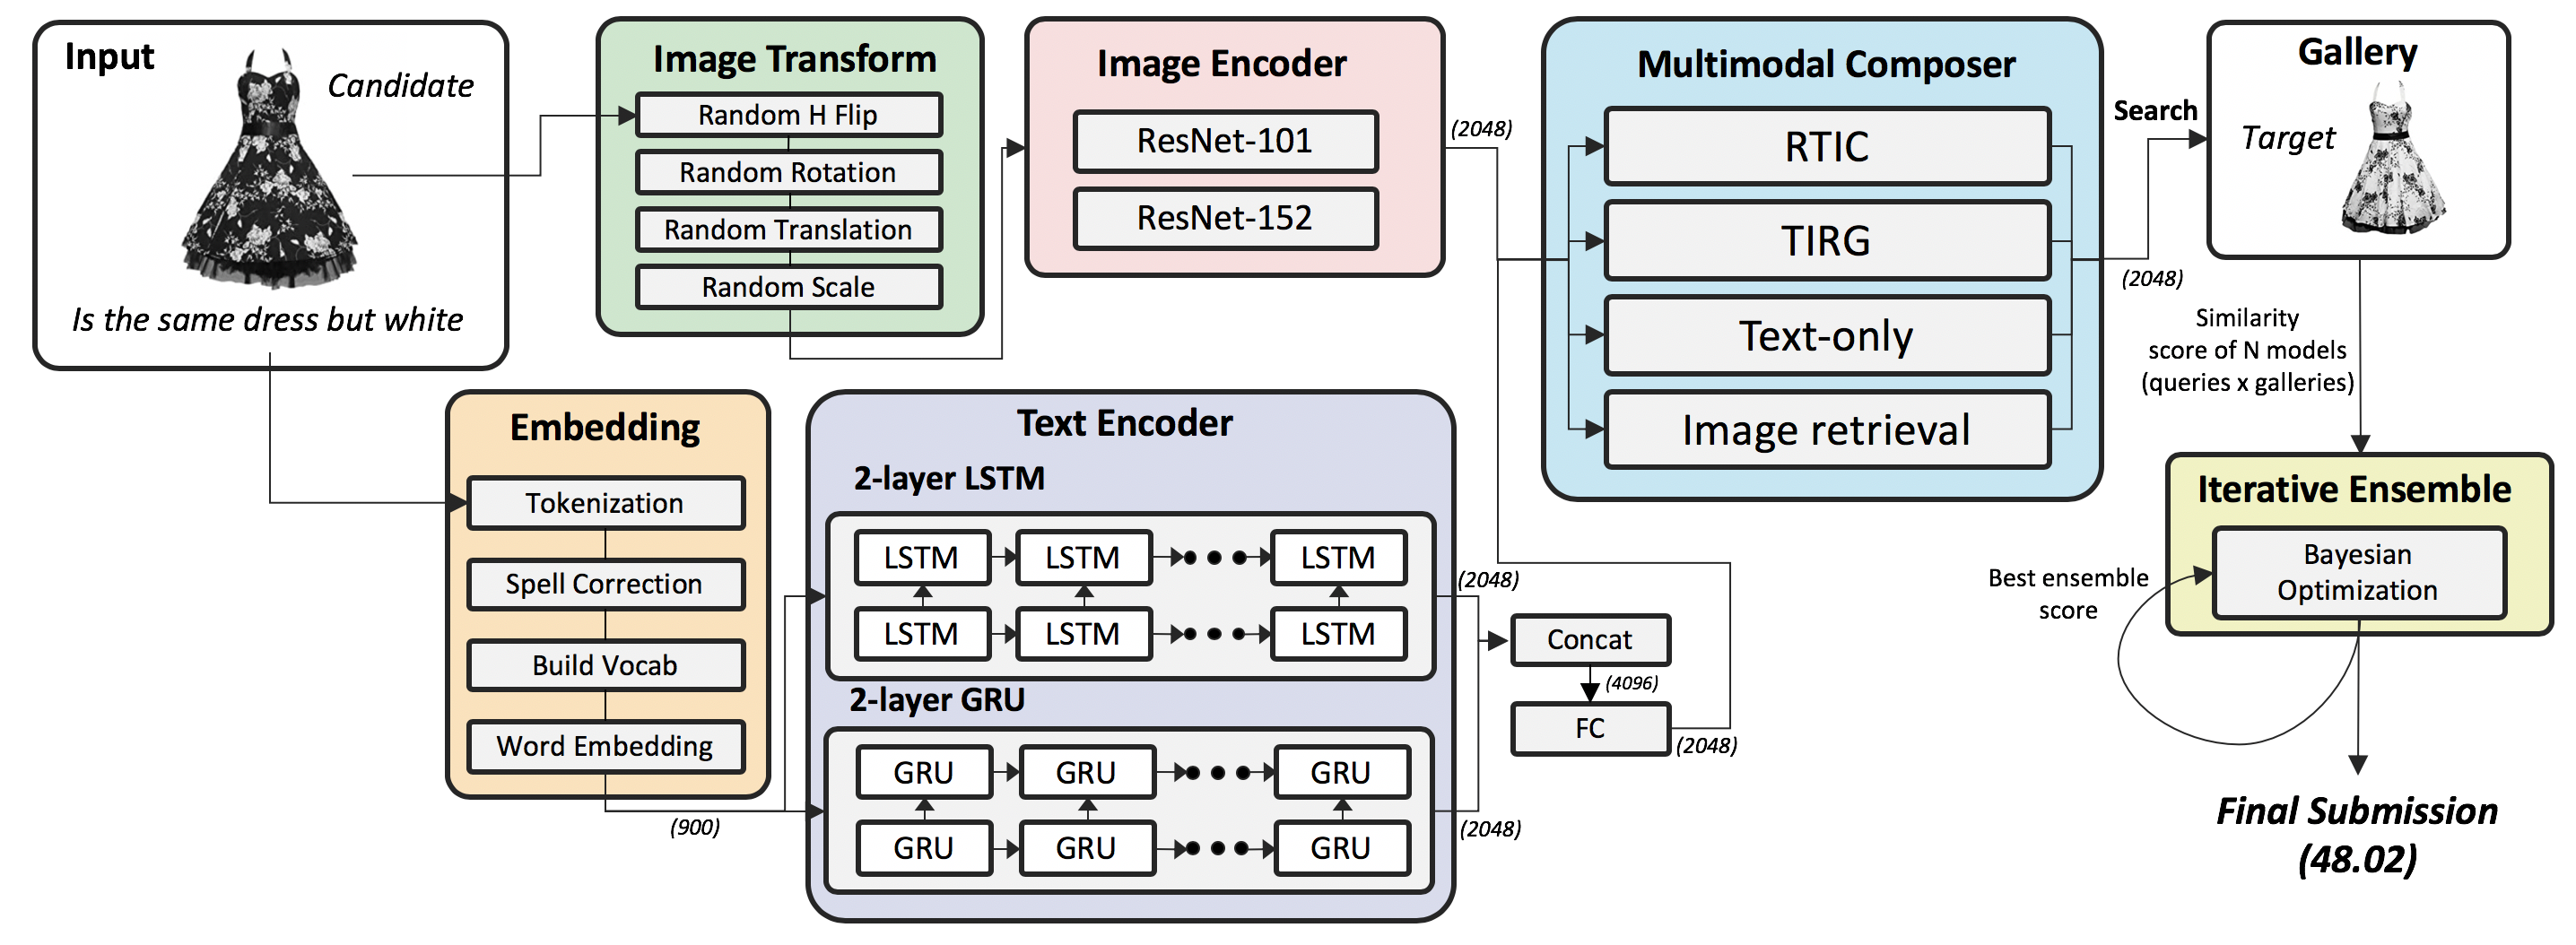 Input
Candidate
Is the same dress but white
Image Transform
Random H Flip
Random Rotation
Random Translation
Random Scale
Image Encoder
ResNet-101
ResNet-152
(2048)
Multimodal Composer
RTIC
TIRG
Text-only
Image retrieval
Search
(2048)
Gallery
Target
Similarity
score of N models
(queries x galleries)
Embedding
Tokenization
Spell Correction
Build Vocab
Word Embedding
(900)
Text Encoder
2-layer LSTM
LSTM LSTM LSTM
LSTM LSTM LSTM
(2048)
2-layer GRU
GRU GRU GRU
GRU GRU GRU
(2048)
Concat
(4096)
FC
(2048)
Iterative Ensemble
Bayesian
Optimization
Best ensemble
score
Final Submission
(48.02)